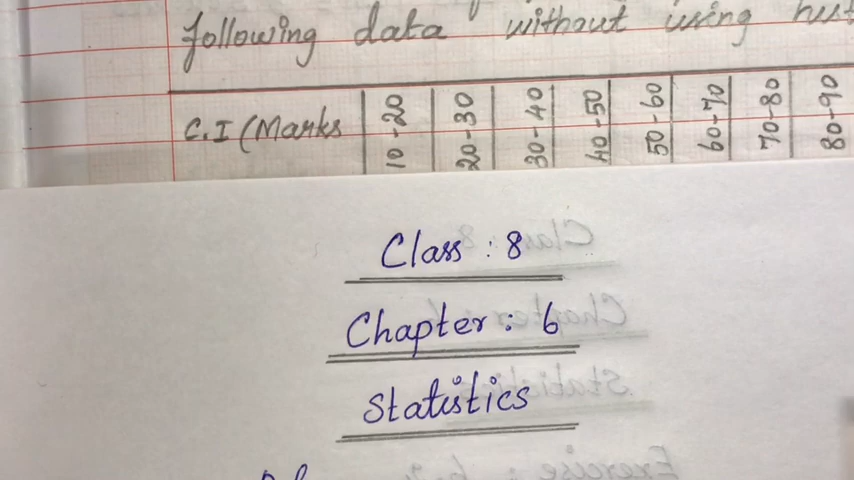 following data without using
C.I (Marks 10-20 20-30 30-40 40-50 50-60 60-70 70-80 80-90
Class : 8
Chapter : 6
Statistics